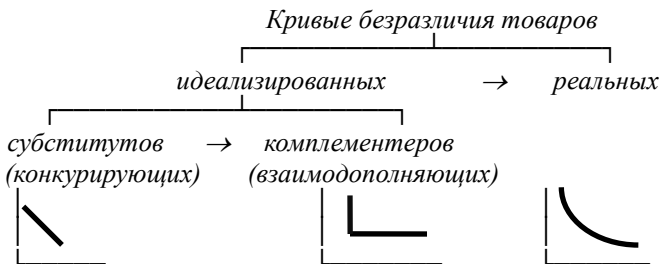 Кривые безразличия товаров
идеализированных → реальных
субститутов → комплементеров
(конкурирующих) (взаимодополняющих)